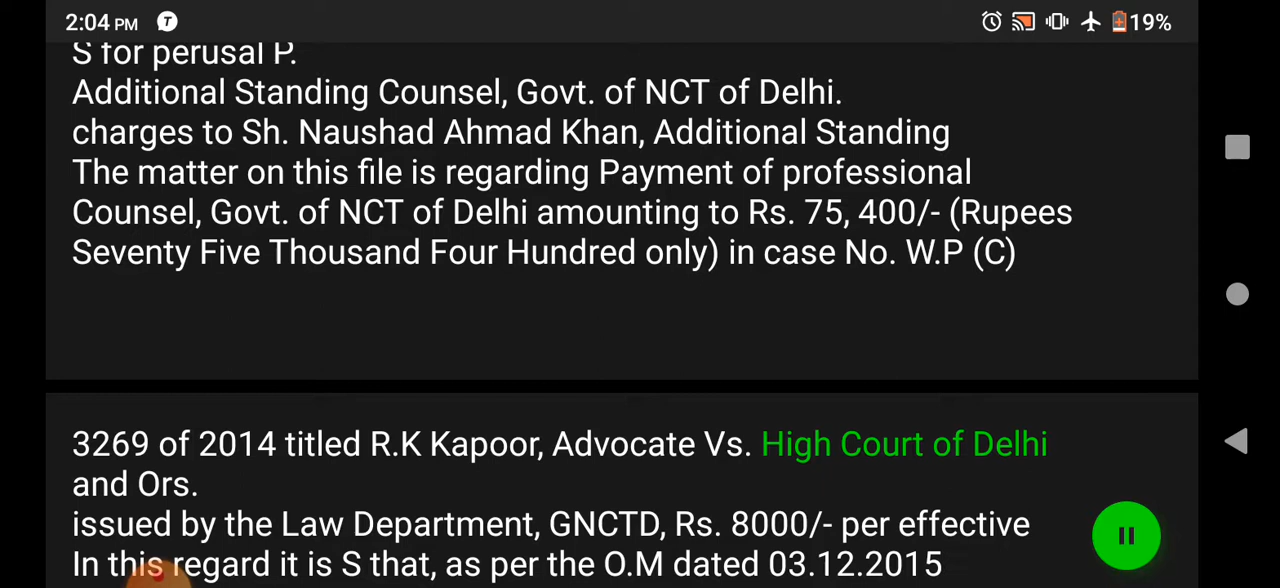 2:04 PM
19%
S for perusal P.
Additional Standing Counsel, Govt. of NCT of Delhi.
charges to Sh. Naushad Ahmad Khan, Additional Standing
The matter on this file is regarding Payment of professional
Counsel, Govt. of NCT of Delhi amounting to Rs. 75, 400/- (Rupees
Seventy Five Thousand Four Hundred only) in case No. W.P (C)
3269 of 2014 titled R.K Kapoor, Advocate Vs. High Court of Delhi
and Ors.
issued by the Law Department, GNCTD, Rs. 8000/- per effective
In this regard it is S that, as per the O.M dated 03.12.2015